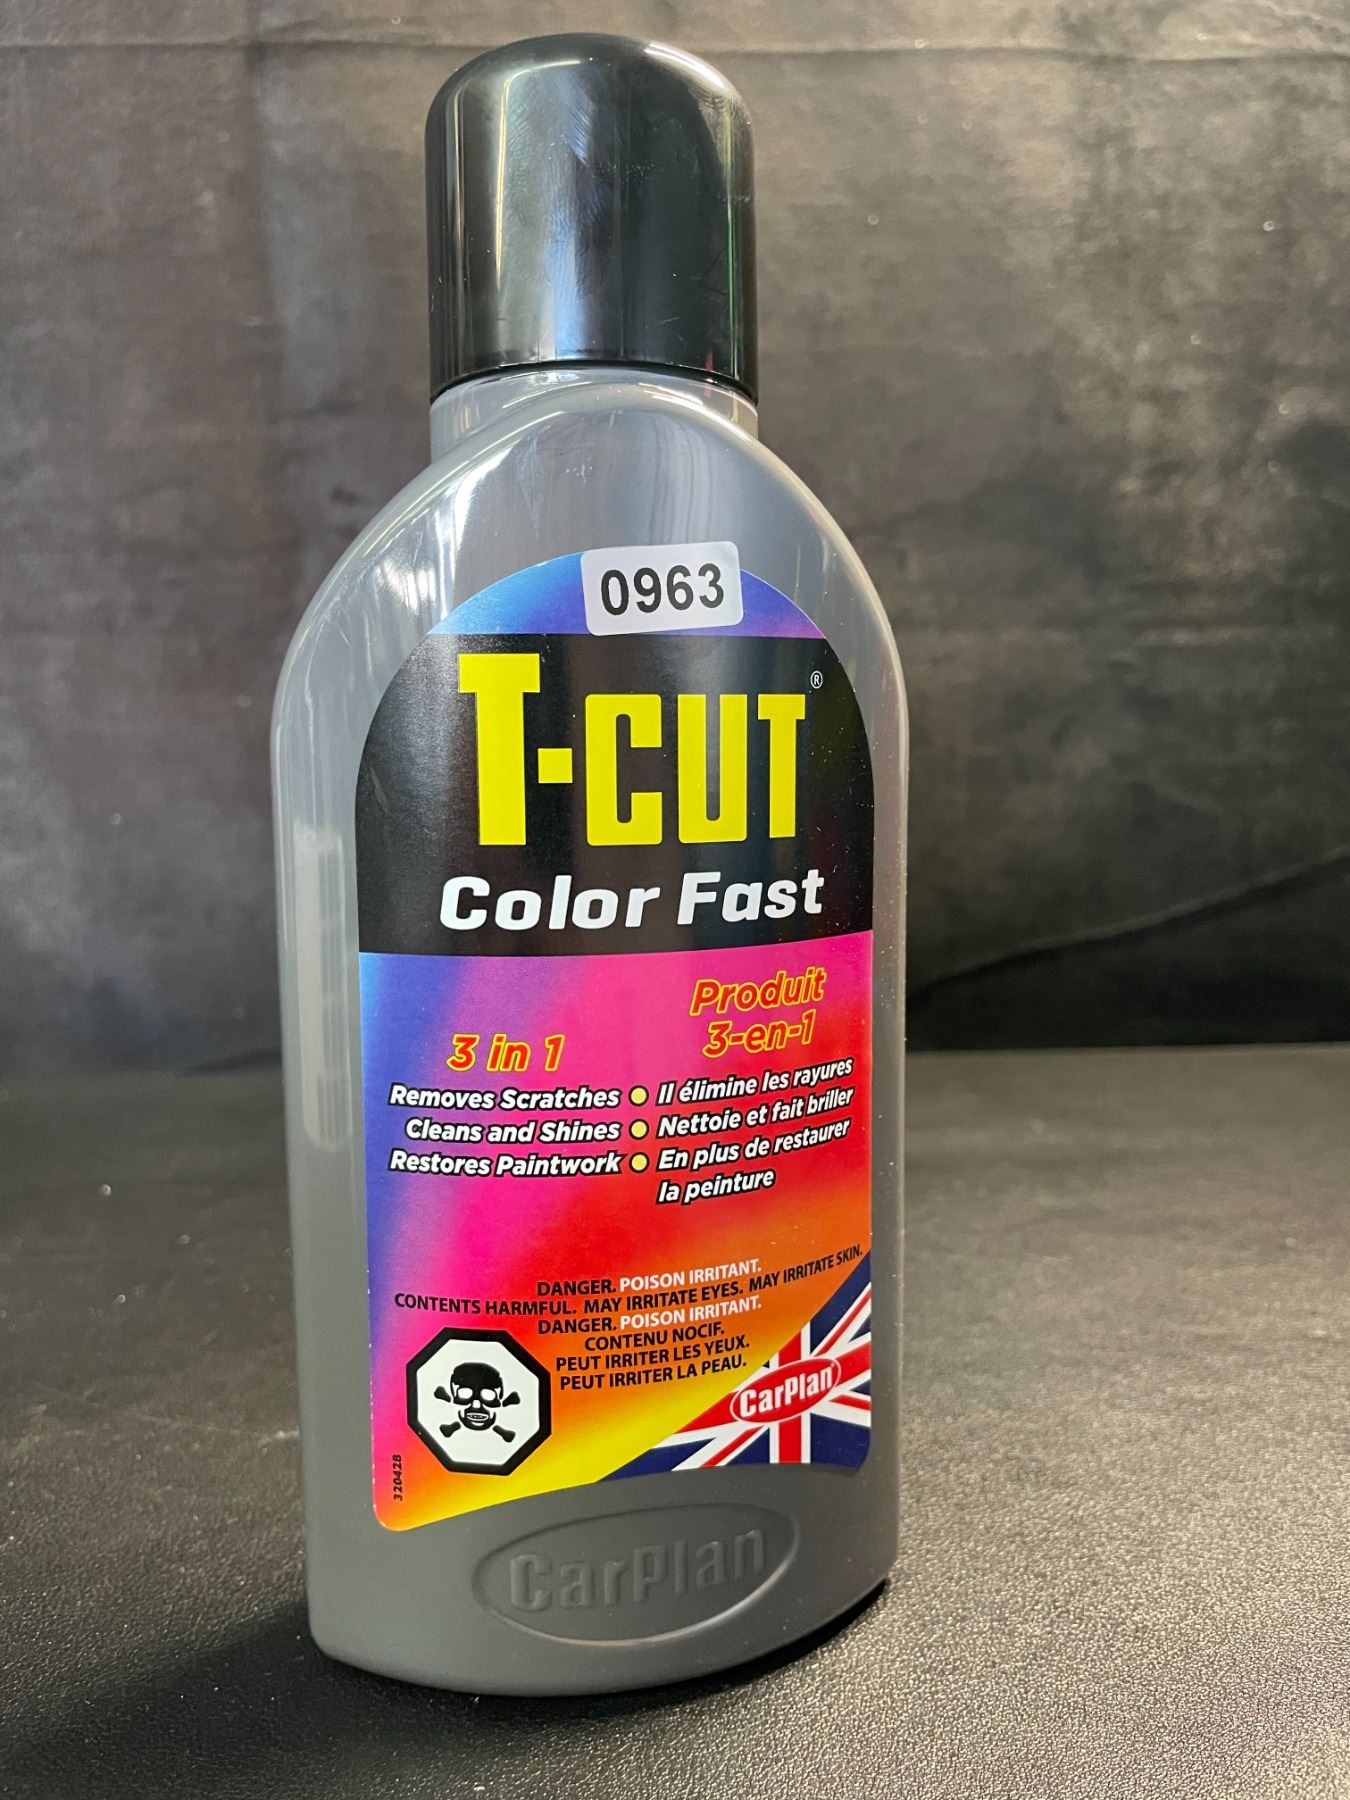 0963
T-CUT®
Color Fast
3 in 1
Removes Scratches
Cleans and Shines
Restores Paintwork
Produit
3-en-1
Il élimine les rayures
Nettoie et fait briller
En plus de restaurer
la peinture
DANGER. POISON IRRITANT.
CONTENTS HARMFUL. MAY IRRITATE EYES. MAY IRRITATE SKIN.
DANGER. POISON IRRITANT.
CONTENU NOCIF.
PEUT IRRITER LES YEUX.
PEUT IRRITER LA PEAU.
CarPlan
32042B
CarPlan